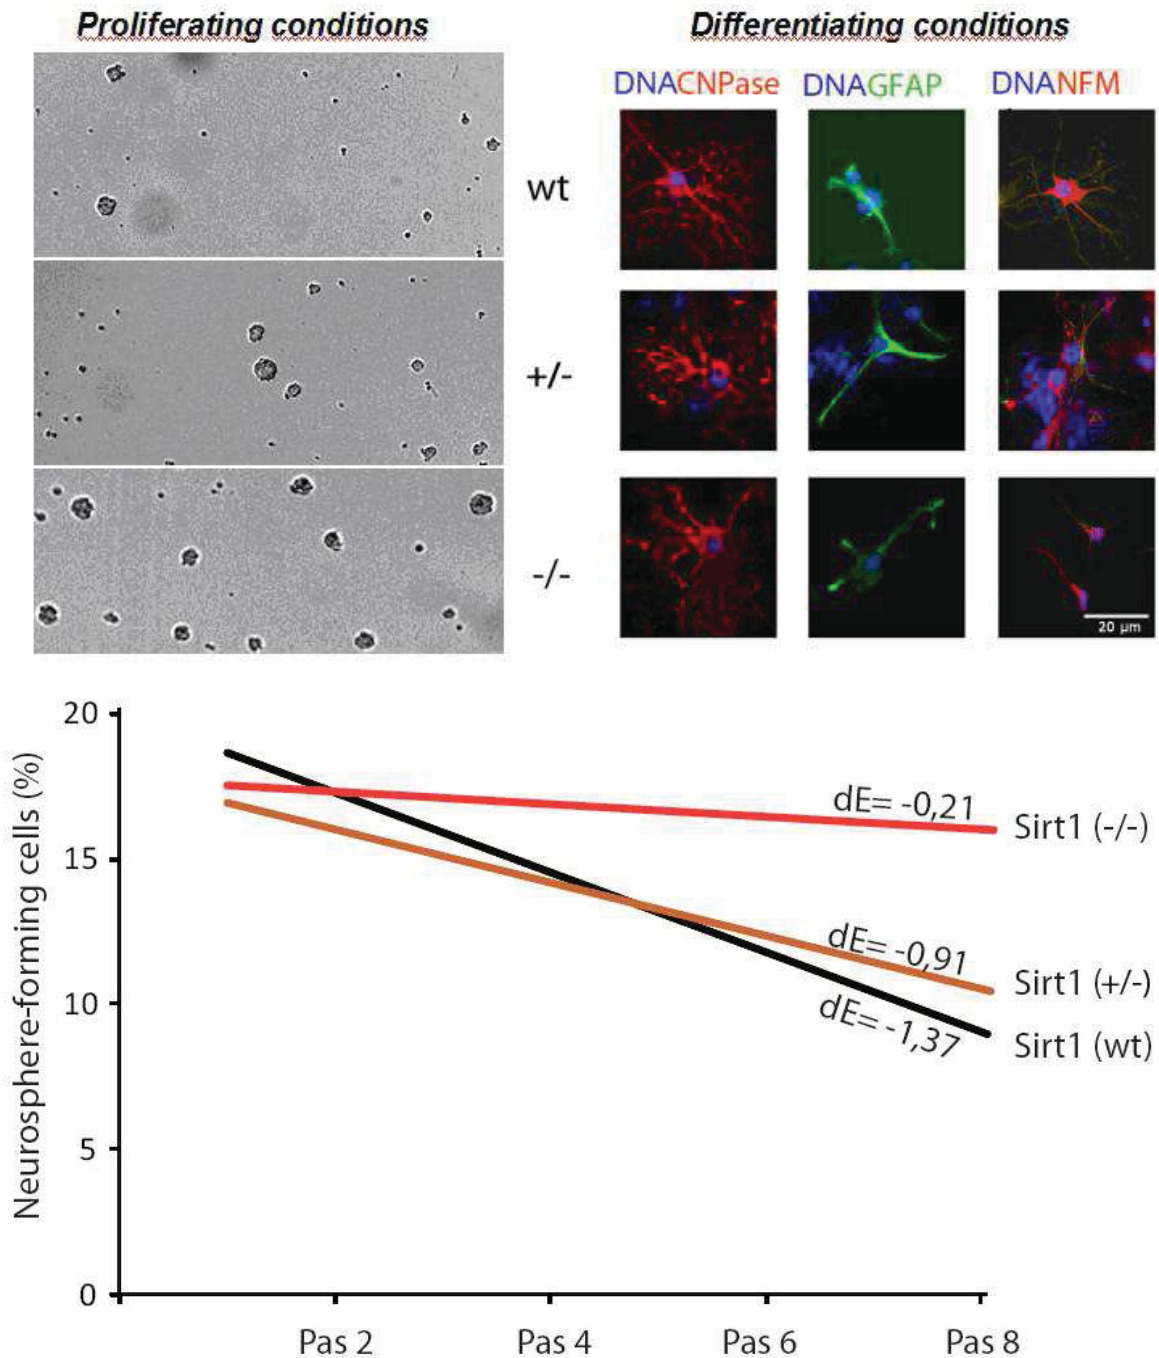 Proliferating conditions
Differentiating conditions
DNACNPase
DNAGFAP
DNANFM
wt
+/-
-/-
20 µm
20
15
10
5
0
Neurosphere-forming cells (%)
dE= -0,21
Sirt1 (-/-)
dE= -0,91
Sirt1 (+/-)
dE= -1,37
Sirt1 (wt)
Pas 2
Pas 4
Pas 6
Pas 8